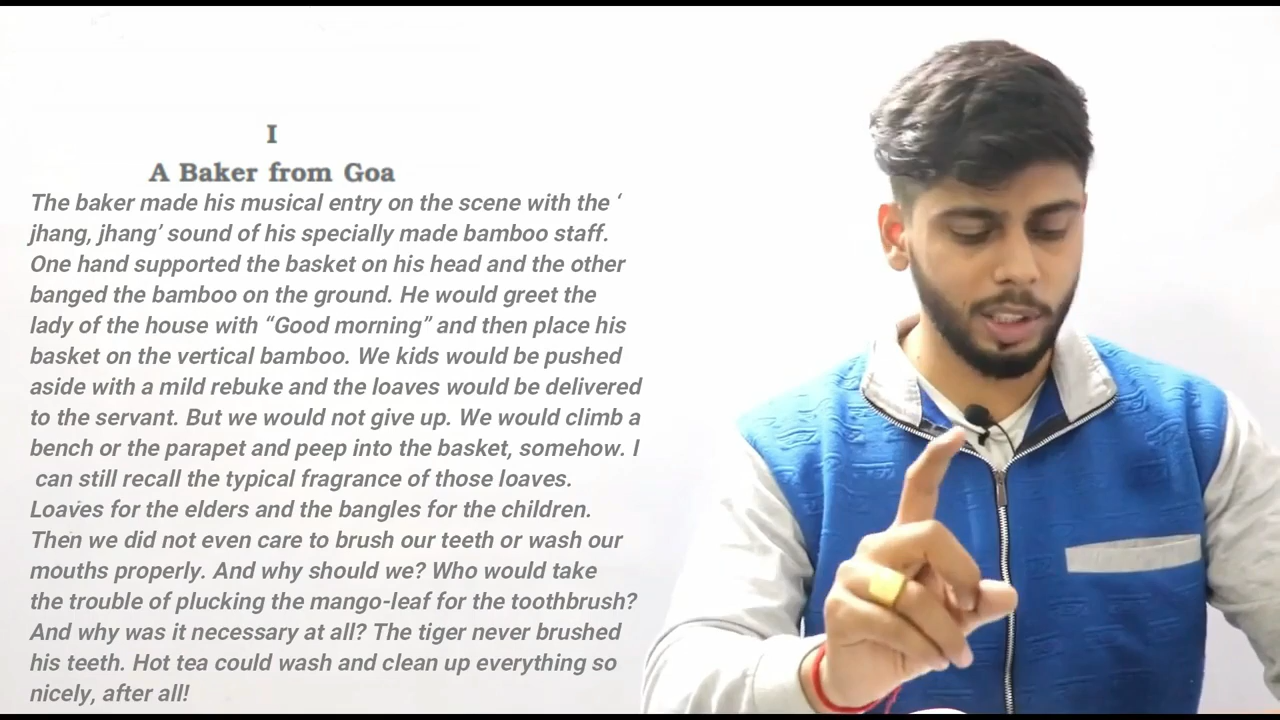 I
A Baker from Goa
The baker made his musical entry on the scene with the ‘
jhang, jhang’ sound of his specially made bamboo staff.
One hand supported the basket on his head and the other
banged the bamboo on the ground. He would greet the
lady of the house with “Good morning” and then place his
basket on the vertical bamboo. We kids would be pushed
aside with a mild rebuke and the loaves would be delivered
to the servant. But we would not give up. We would climb a
bench or the parapet and peep into the basket, somehow. I
can still recall the typical fragrance of those loaves.
Loaves for the elders and the bangles for the children.
Then we did not even care to brush our teeth or wash our
mouths properly. And why should we? Who would take
the trouble of plucking the mango-leaf for the toothbrush?
And why was it necessary at all? The tiger never brushed
his teeth. Hot tea could wash and clean up everything so
nicely, after all!